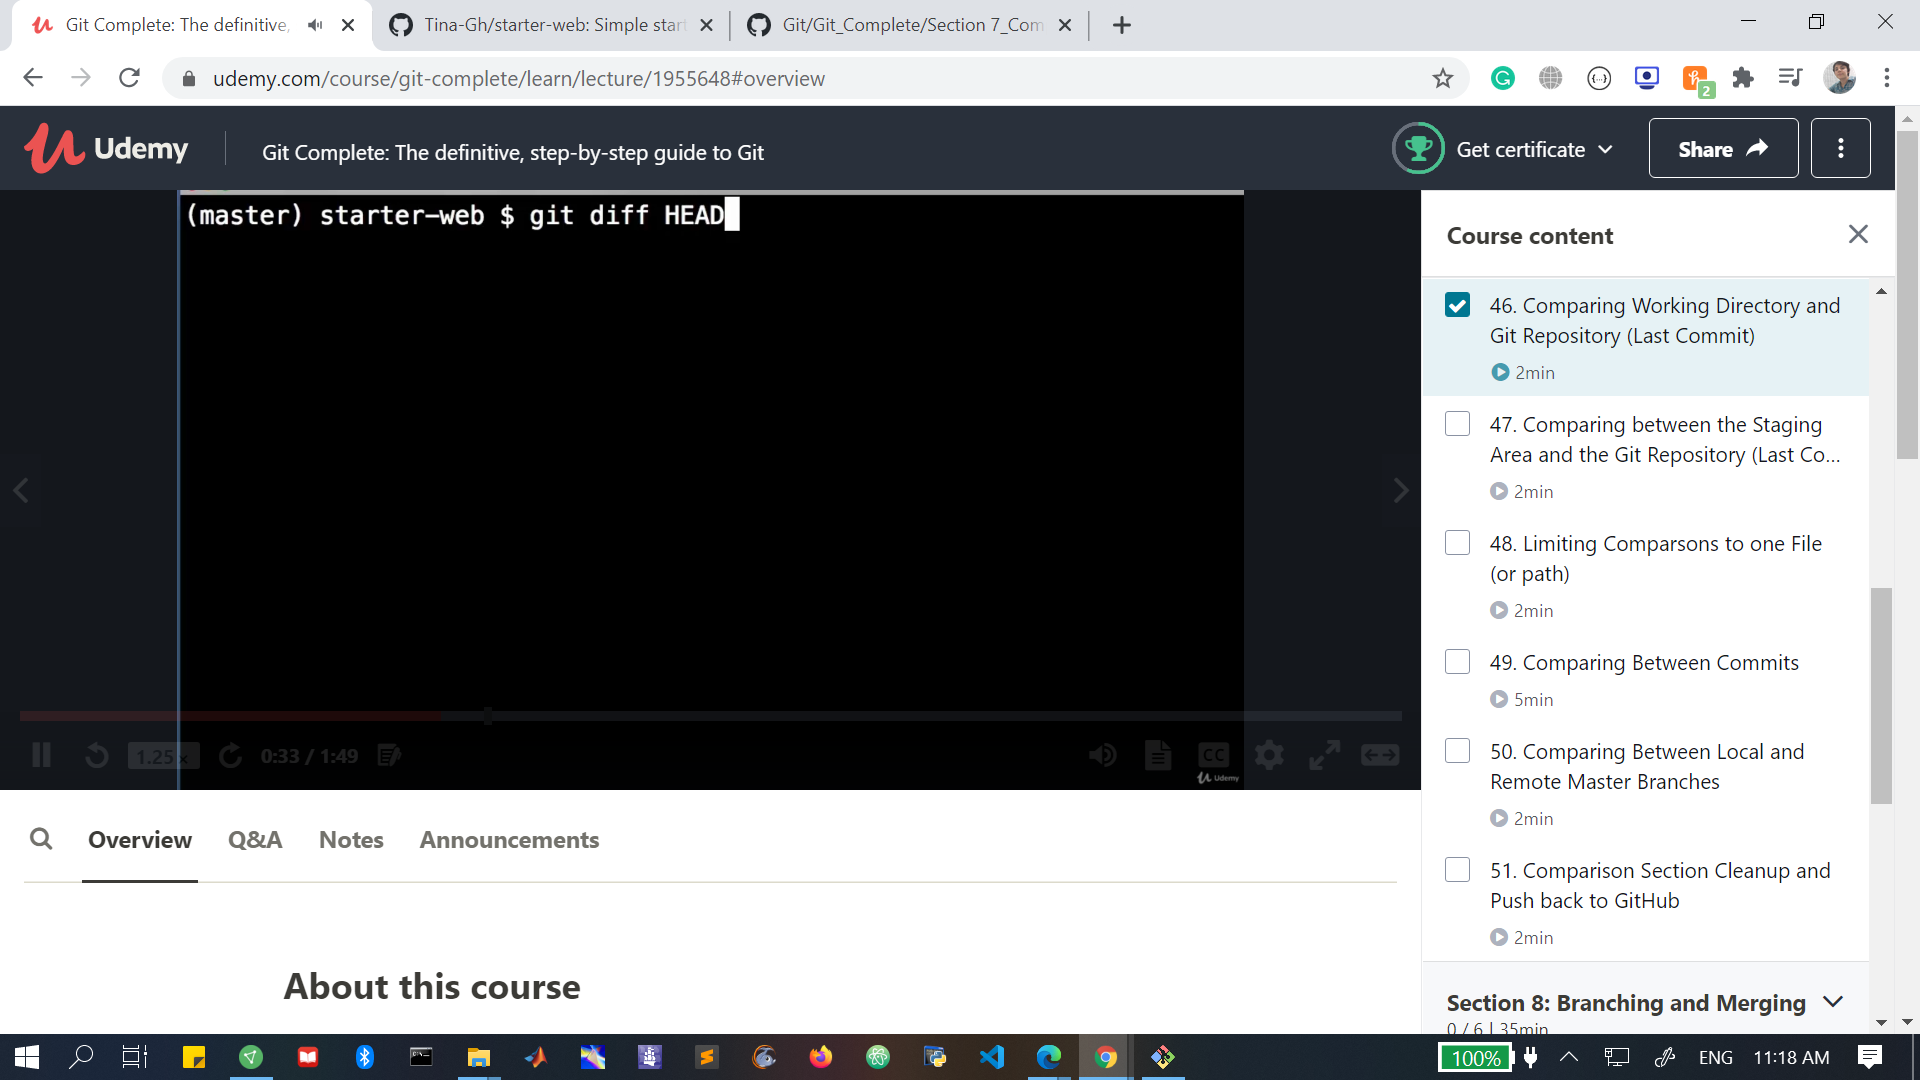 Git Complete: The definitive,
Tina-Gh/starter-web: Simple start
Git/Git_Complete/Section 7_Com
udemy.com/course/git-complete/learn/lecture/1955648#overview
2
Udemy
Git Complete: The definitive, step-by-step guide to Git
Get certificate
Share
(master) starter-web $ git diff HEAD
1.25x
0:33 / 1:49
CC
Udemy
Course content
46. Comparing Working Directory and
Git Repository (Last Commit)
2min
47. Comparing between the Staging
Area and the Git Repository (Last Co...
2min
48. Limiting Comparsons to one File
(or path)
2min
49. Comparing Between Commits
5min
50. Comparing Between Local and
Remote Master Branches
2min
51. Comparison Section Cleanup and
Push back to GitHub
2min
Section 8: Branching and Merging
0 / 6 | 35min
Overview
Q&A
Notes
Announcements
About this course
100%
ENG
11:18 AM